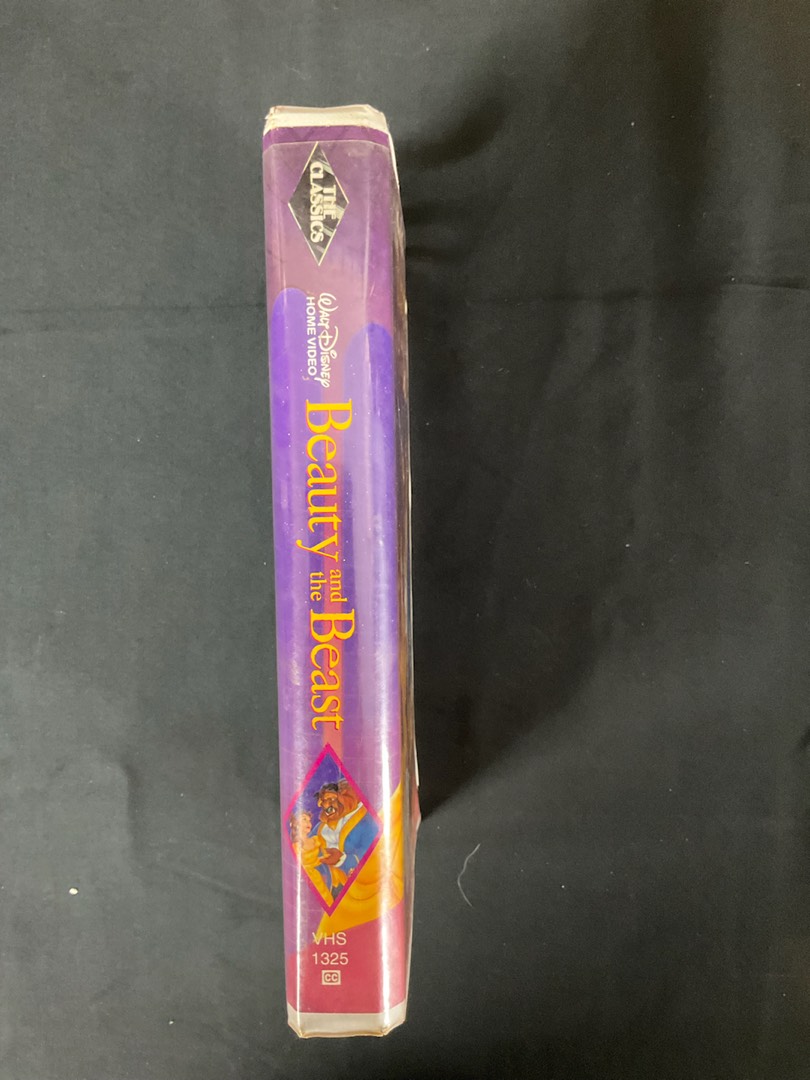 THE
CLASSICS
WALT DISNEY
HOME VIDEO
Beauty and the Beast
VHS
1325
CC